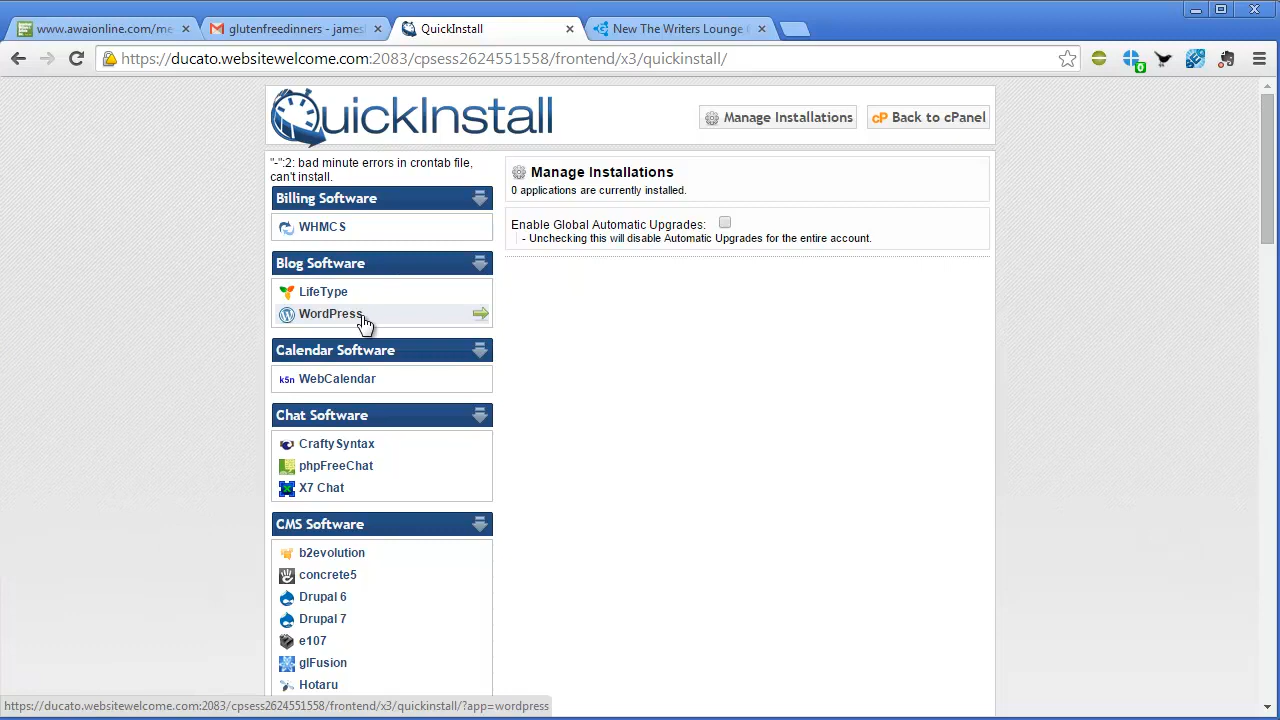 www.awaionline.com/me
glutenfreedinners - james
QuickInstall
New The Writers Lounge
https://ducato.websitewelcome.com:2083/cpsess2624551558/frontend/x3/quickinstall/
0
QuickInstall
Manage Installations
cP Back to cPanel
"-":2: bad minute errors in crontab file,
can't install.
Manage Installations
0 applications are currently installed.
Billing Software
WHMCS
Enable Global Automatic Upgrades:
- Unchecking this will disable Automatic Upgrades for the entire account.
Blog Software
LifeType
WordPress
Calendar Software
k5n WebCalendar
Chat Software
CraftySyntax
phpFreeChat
X7 Chat
CMS Software
b2evolution
concrete5
Drupal 6
Drupal 7
e107
glFusion
Hotaru
https://ducato.websitewelcome.com:2083/cpsess2624551558/frontend/x3/quickinstall/?app=wordpress